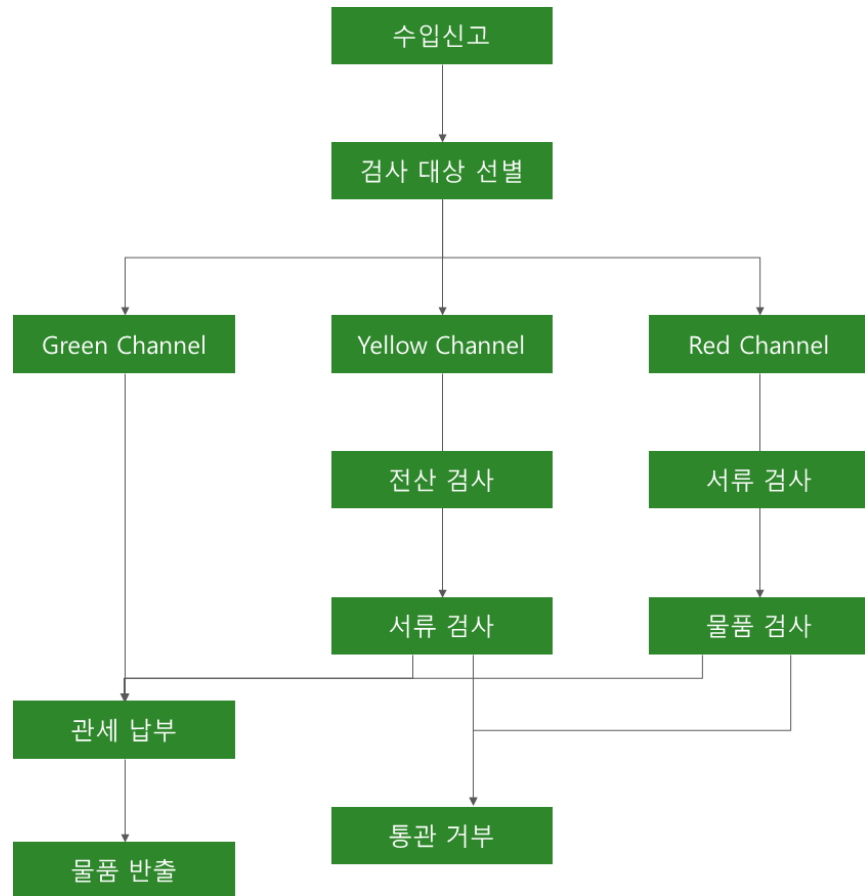 수입신고
검사 대상 선별
Green Channel
Yellow Channel
Red Channel
전산 검사
서류 검사
서류 검사
물품 검사
관세 납부
통관 거부
물품 반출